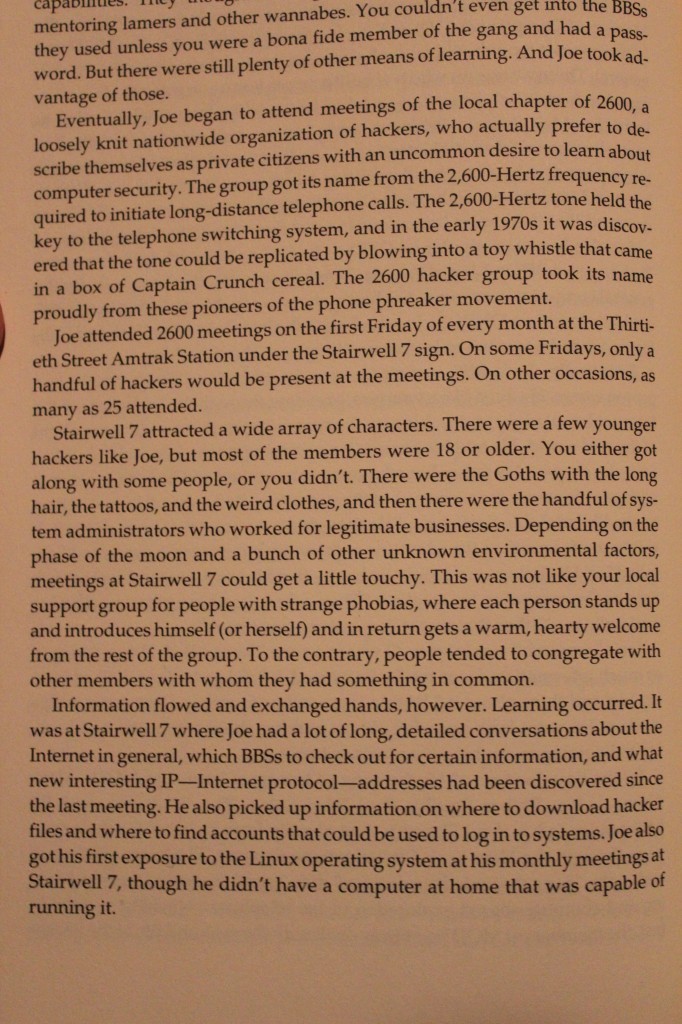 capabilities. They
mentoring lamers and other wannabes. You couldn't even get into the BBSs
they used unless you were a bona fide member of the gang and had a pass-
word. But there were still plenty of other means of learning. And Joe took ad-
vantage of those.
Eventually, Joe began to attend meetings of the local chapter of 2600, a
loosely knit nationwide organization of hackers, who actually prefer to de-
scribe themselves as private citizens with an uncommon desire to learn about
computer security. The group got its name from the 2,600-Hertz frequency re-
quired to initiate long-distance telephone calls. The 2,600-Hertz tone held the
key to the telephone switching system, and in the early 1970s it was discov-
ered that the tone could be replicated by blowing into a toy whistle that came
in a box of Captain Crunch cereal. The 2600 hacker group took its name
proudly from these pioneers of the phone phreaker movement.
Joe attended 2600 meetings on the first Friday of every month at the Thirti-
eth Street Amtrak Station under the Stairwell 7 sign. On some Fridays, only a
handful of hackers would be present at the meetings. On other occasions, as
many as 25 attended.
Stairwell 7 attracted a wide array of characters. There were a few younger
hackers like Joe, but most of the members were 18 or older. You either got
along with some people, or you didn't. There were the Goths with the long
hair, the tattoos, and the weird clothes, and then there were the handful of sys-
tem administrators who worked for legitimate businesses. Depending on the
phase of the moon and a bunch of other unknown environmental factors,
meetings at Stairwell 7 could get a little touchy. This was not like your local
support group for people with strange phobias, where each person stands up
and introduces himself (or herself) and in return gets a warm, hearty welcome
from the rest of the group. To the contrary, people tended to congregate with
other members with whom they had something in common.
Information flowed and exchanged hands, however. Learning occurred. It
was at Stairwell 7 where Joe had a lot of long, detailed conversations about the
Internet in general, which BBSs to check out for certain information, and what
new interesting IP—Internet protocol—addresses had been discovered since
the last meeting. He also picked up information on where to download hacker
files and where to find accounts that could be used to log in to systems. Joe also
got his first exposure to the Linux operating system at his monthly meetings at
Stairwell 7, though he didn't have a computer at home that was capable of
running it.